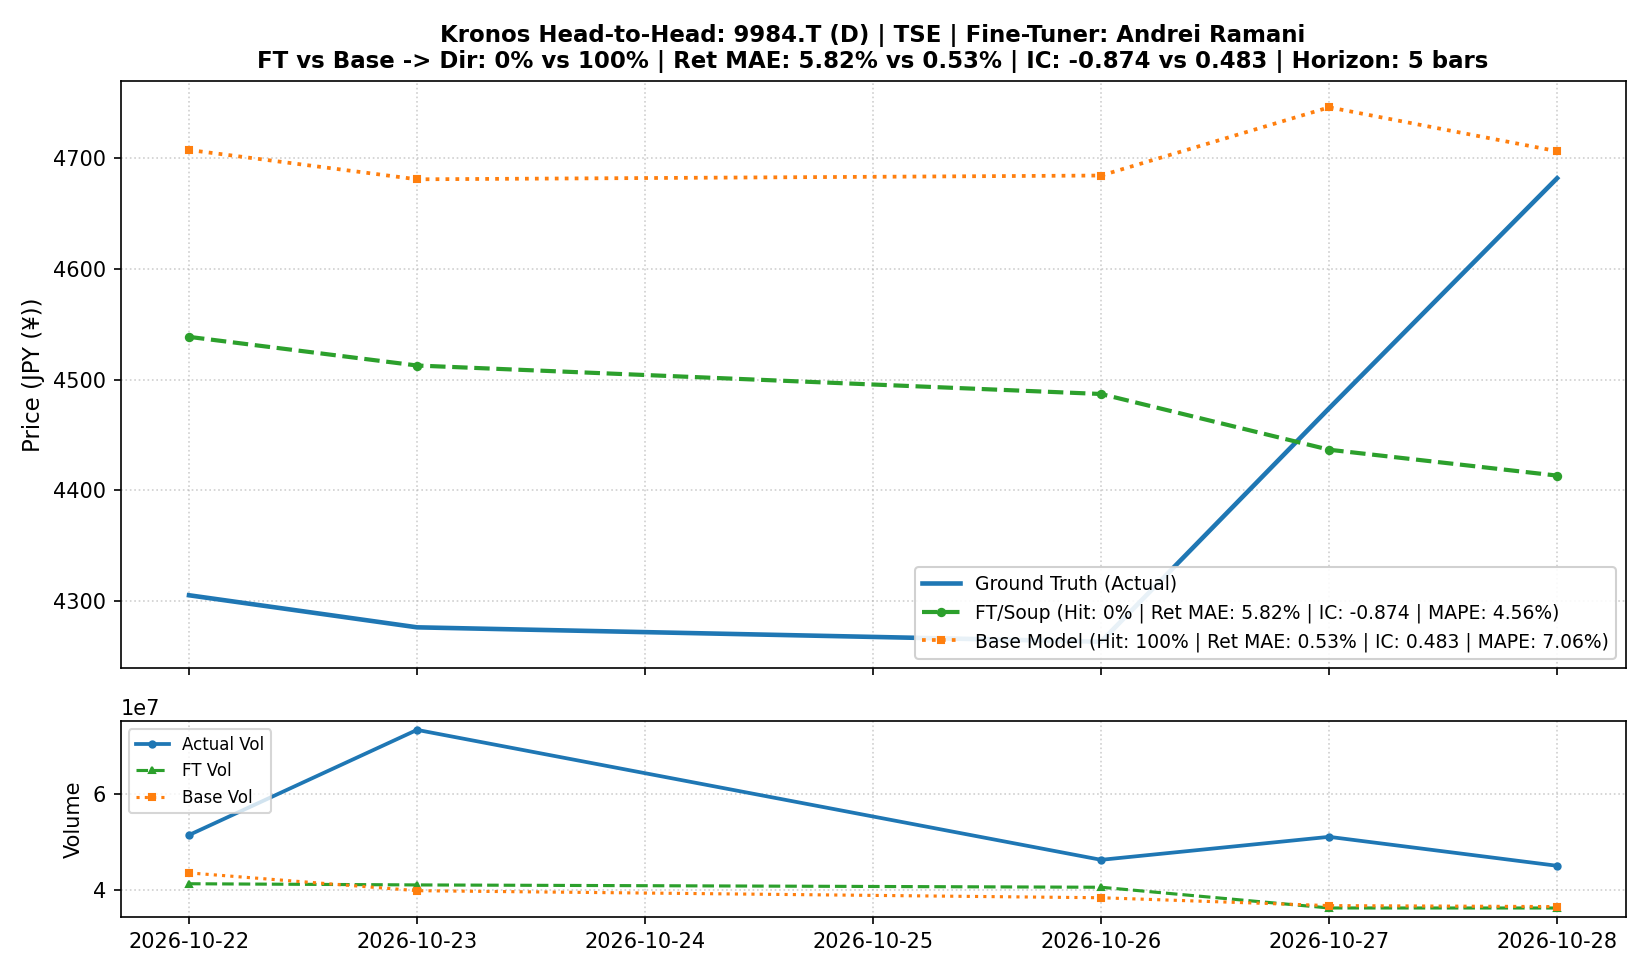 Kronos Head-to-Head: 9984.T (D) | TSE | Fine-Tuner: Andrei Ramani
FT vs Base -> Dir: 0% vs 100% | Ret MAE: 5.82% vs 0.53% | IC: -0.874 vs 0.483 | Horizon: 5 bars
Price (JPY (¥))
4700
4600
4500
4400
4300
Ground Truth (Actual)
FT/Soup (Hit: 0% | Ret MAE: 5.82% | IC: -0.874 | MAPE: 4.56%)
Base Model (Hit: 100% | Ret MAE: 0.53% | IC: 0.483 | MAPE: 7.06%)
1e7
Volume
6
4
Actual Vol
FT Vol
Base Vol
2026-10-22
2026-10-23
2026-10-24
2026-10-25
2026-10-26
2026-10-27
2026-10-28